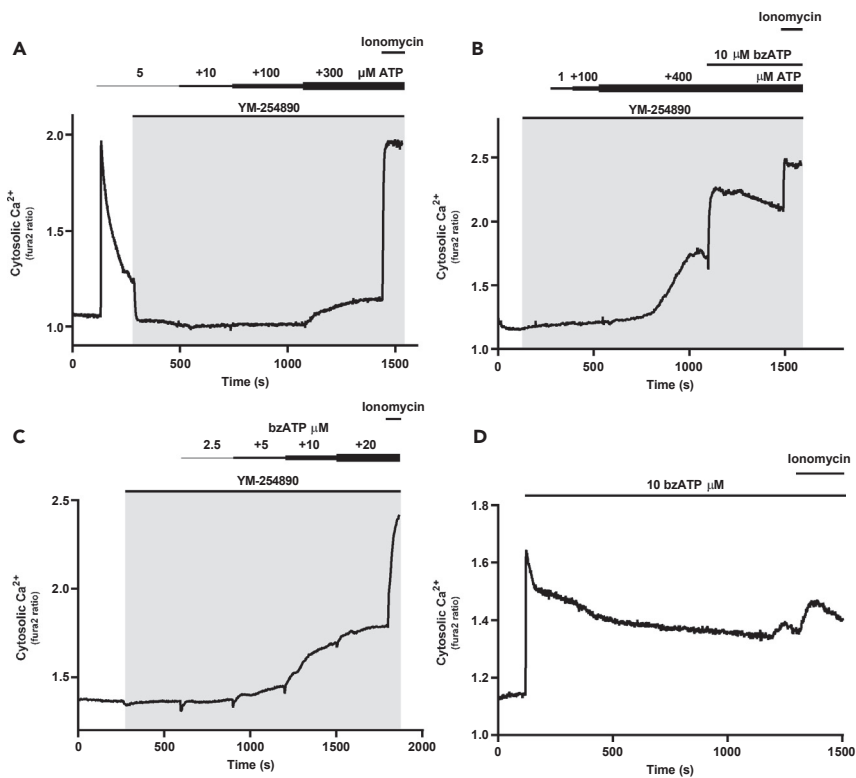 A
Ionomycin
5 +10 +100 +300 µM ATP
YM-254890
2.0
1.5
1.0
Cytosolic Ca2+
(fura2 ratio)
0 500 1000 1500
Time (s)
B
Ionomycin
10 µM bzATP
1 +100 +400 µM ATP
YM-254890
2.5
2.0
1.5
1.0
Cytosolic Ca2+
(fura2 ratio)
500 1000 1500
Time (s)
C
Ionomycin
bzATP µM
2.5 +5 +10 +20
YM-254890
2.5
2.0
1.5
Cytosolic Ca2+
(fura2 ratio)
0 500 1000 1500 2000
Time (s)
D
Ionomycin
10 bzATP µM
1.8
1.6
1.4
1.2
1.0
Cytosolic Ca2+
(fura2 ratio)
0 500 1000 1500
Time (s)